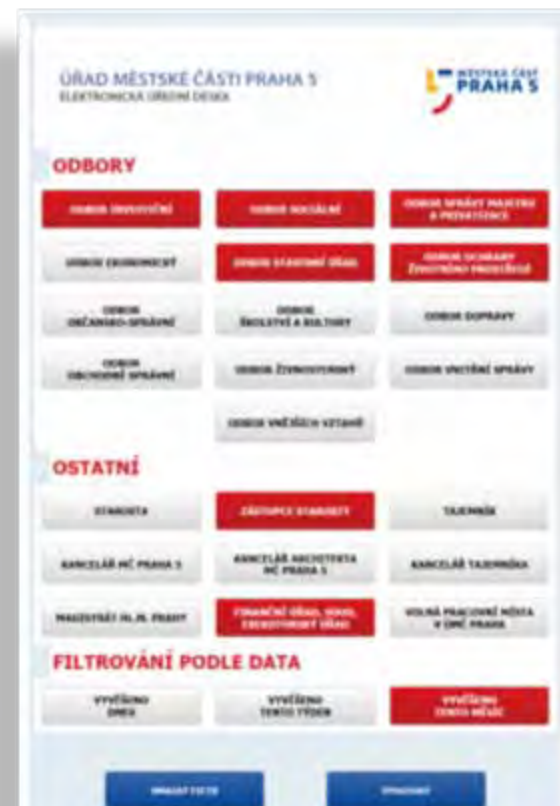 ÚŘAD MĚSTSKÉ ČÁSTI PRAHA 5
ELEKTRONICKÁ ÚŘEDNÍ DESKA
MĚSTSKÁ ČÁST
PRAHA 5
ODBORY
ODBOR INVESTIČNÍ
ODBOR SOCIÁLNÍ
ODBOR SPRÁVY MAJETKU
A PRIVATIZACE
ODBOR EKONOMICKÝ
ODBOR STAVEBNÍ ÚŘAD
ODBOR OCHRANY
ŽIVOTNÍHO PROSTŘEDÍ
ODBOR
OBČANSKO-SPRÁVNÍ
ODBOR
ŠKOLSTVÍ A KULTURY
ODBOR DOPRAVY
ODBOR
OBCHODNĚ SPRÁVNÍ
ODBOR ŽIVNOSTENSKÝ
ODBOR VNITŘNÍ SPRÁVY
ODBOR VNĚJŠÍCH VZTAHŮ
OSTATNÍ
STAROSTA
ZÁSTUPCE STAROSTY
TAJEMNÍK
KANCELÁŘ MČ PRAHA 5
KANCELÁŘ ARCHITEKTA
MČ PRAHA 5
KANCELÁŘ TAJEMNÍKA
MAGISTRÁT HL.M. PRAHY
FINANČNÍ ÚŘAD, SOUD,
EXEKUTORSKÝ ÚŘAD
VOLNÁ PRACOVNÍ MÍSTA
V ÚMČ PRAHA
FILTROVÁNÍ PODLE DATA
VYVĚŠENO
DNES
VYVĚŠENO
TENTO TÝDEN
VYVĚŠENO
TENTO MĚSÍC